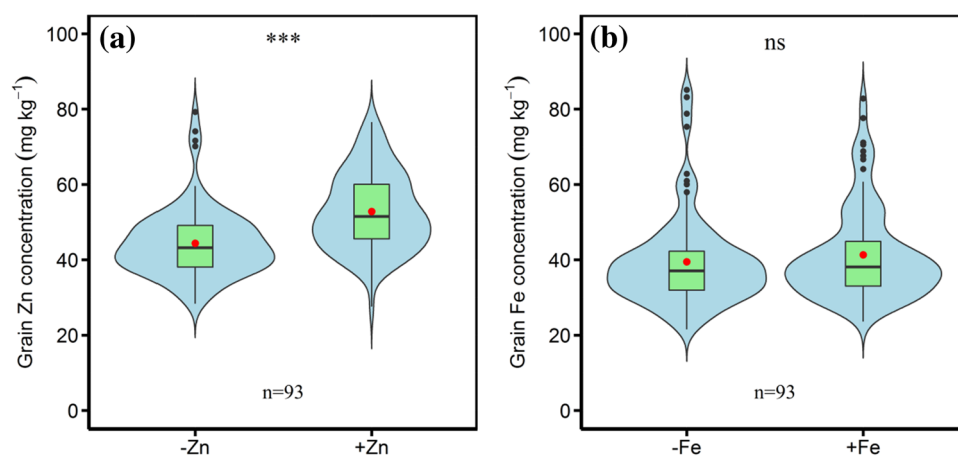 (a)
***
Grain Zn concentration (mg kg⁻¹)
100
80
60
40
20
0
n=93
-Zn
+Zn
(b)
ns
Grain Fe concentration (mg kg⁻¹)
100
80
60
40
20
0
n=93
-Fe
+Fe